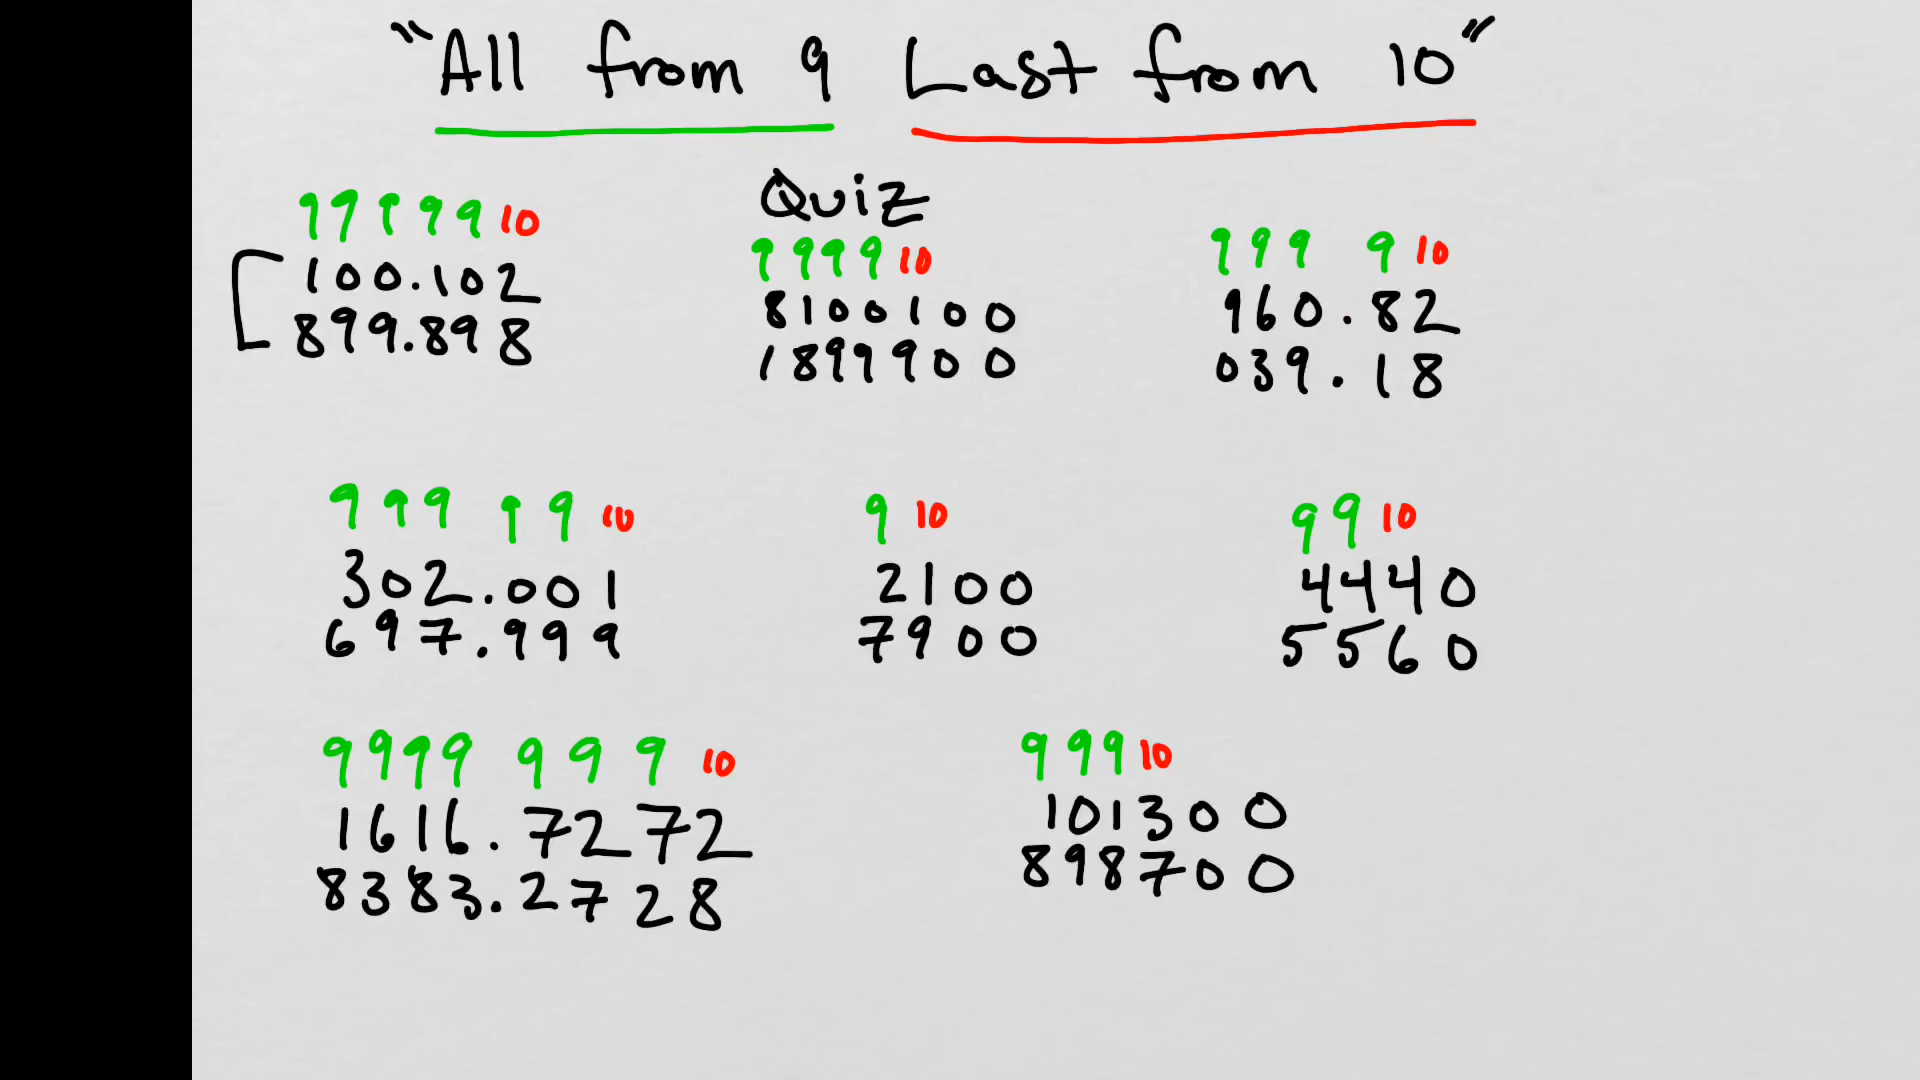 "All from 9 Last from 10"
Quiz
9 9 9 9 9 10
100.102
899.898
9 9 9 9 10
8100100
1899900
9 9 9 9 10
960.82
039.18
9 9 9 9 9 10
302.001
697.999
9 10
2100
7900
9 9 10
4440
5560
9 9 9 9 9 9 9 10
1616.7272
8383.2728
9 9 9 10
101300
898700